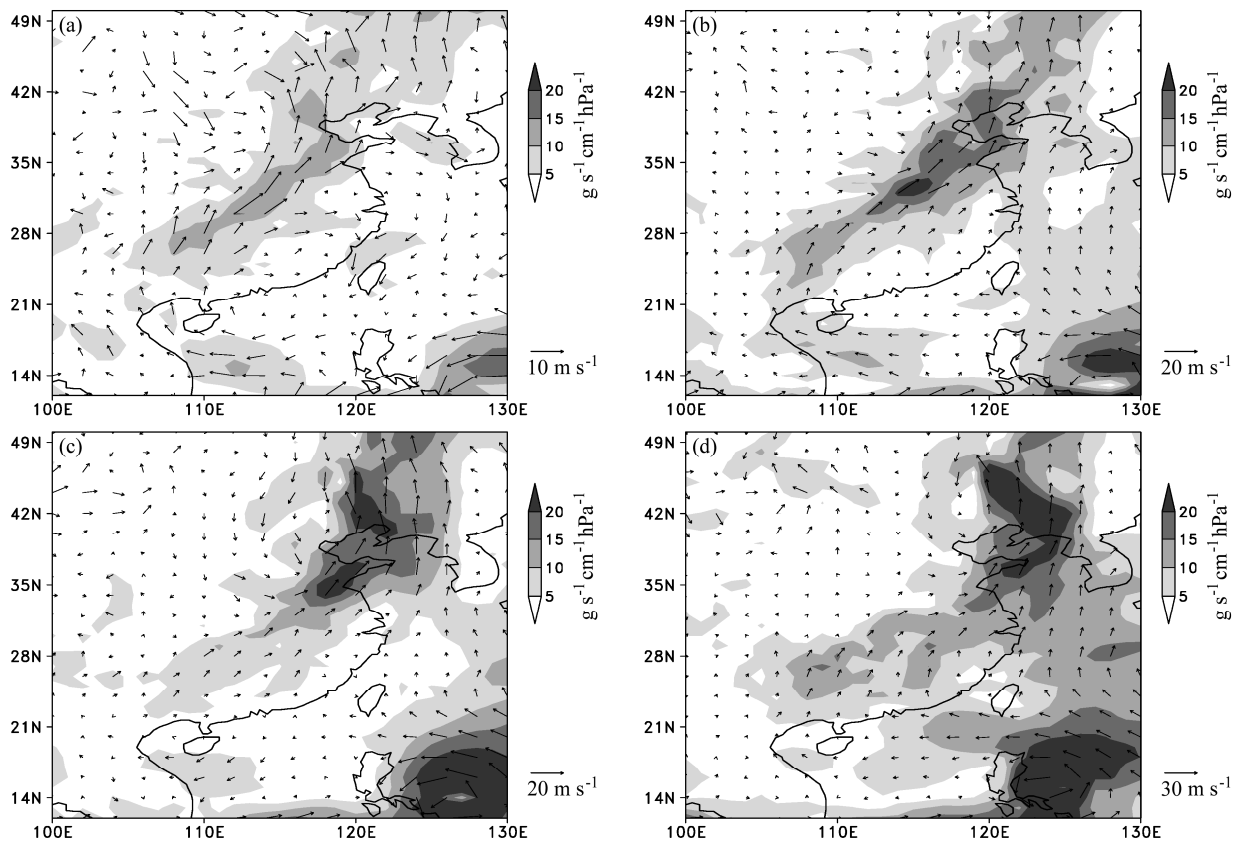 (a)
49N
42N
35N
28N
21N
14N
100E 110E 120E 130E
20
15
10
5
g s⁻¹ cm⁻¹ hPa⁻¹
10 m s⁻¹
(b)
49N
42N
35N
28N
21N
14N
100E 110E 120E 130E
20
15
10
5
g s⁻¹ cm⁻¹ hPa⁻¹
20 m s⁻¹
(c)
49N
42N
35N
28N
21N
14N
100E 110E 120E 130E
20
15
10
5
g s⁻¹ cm⁻¹ hPa⁻¹
20 m s⁻¹
(d)
49N
42N
35N
28N
21N
14N
100E 110E 120E 130E
20
15
10
5
g s⁻¹ cm⁻¹ hPa⁻¹
30 m s⁻¹